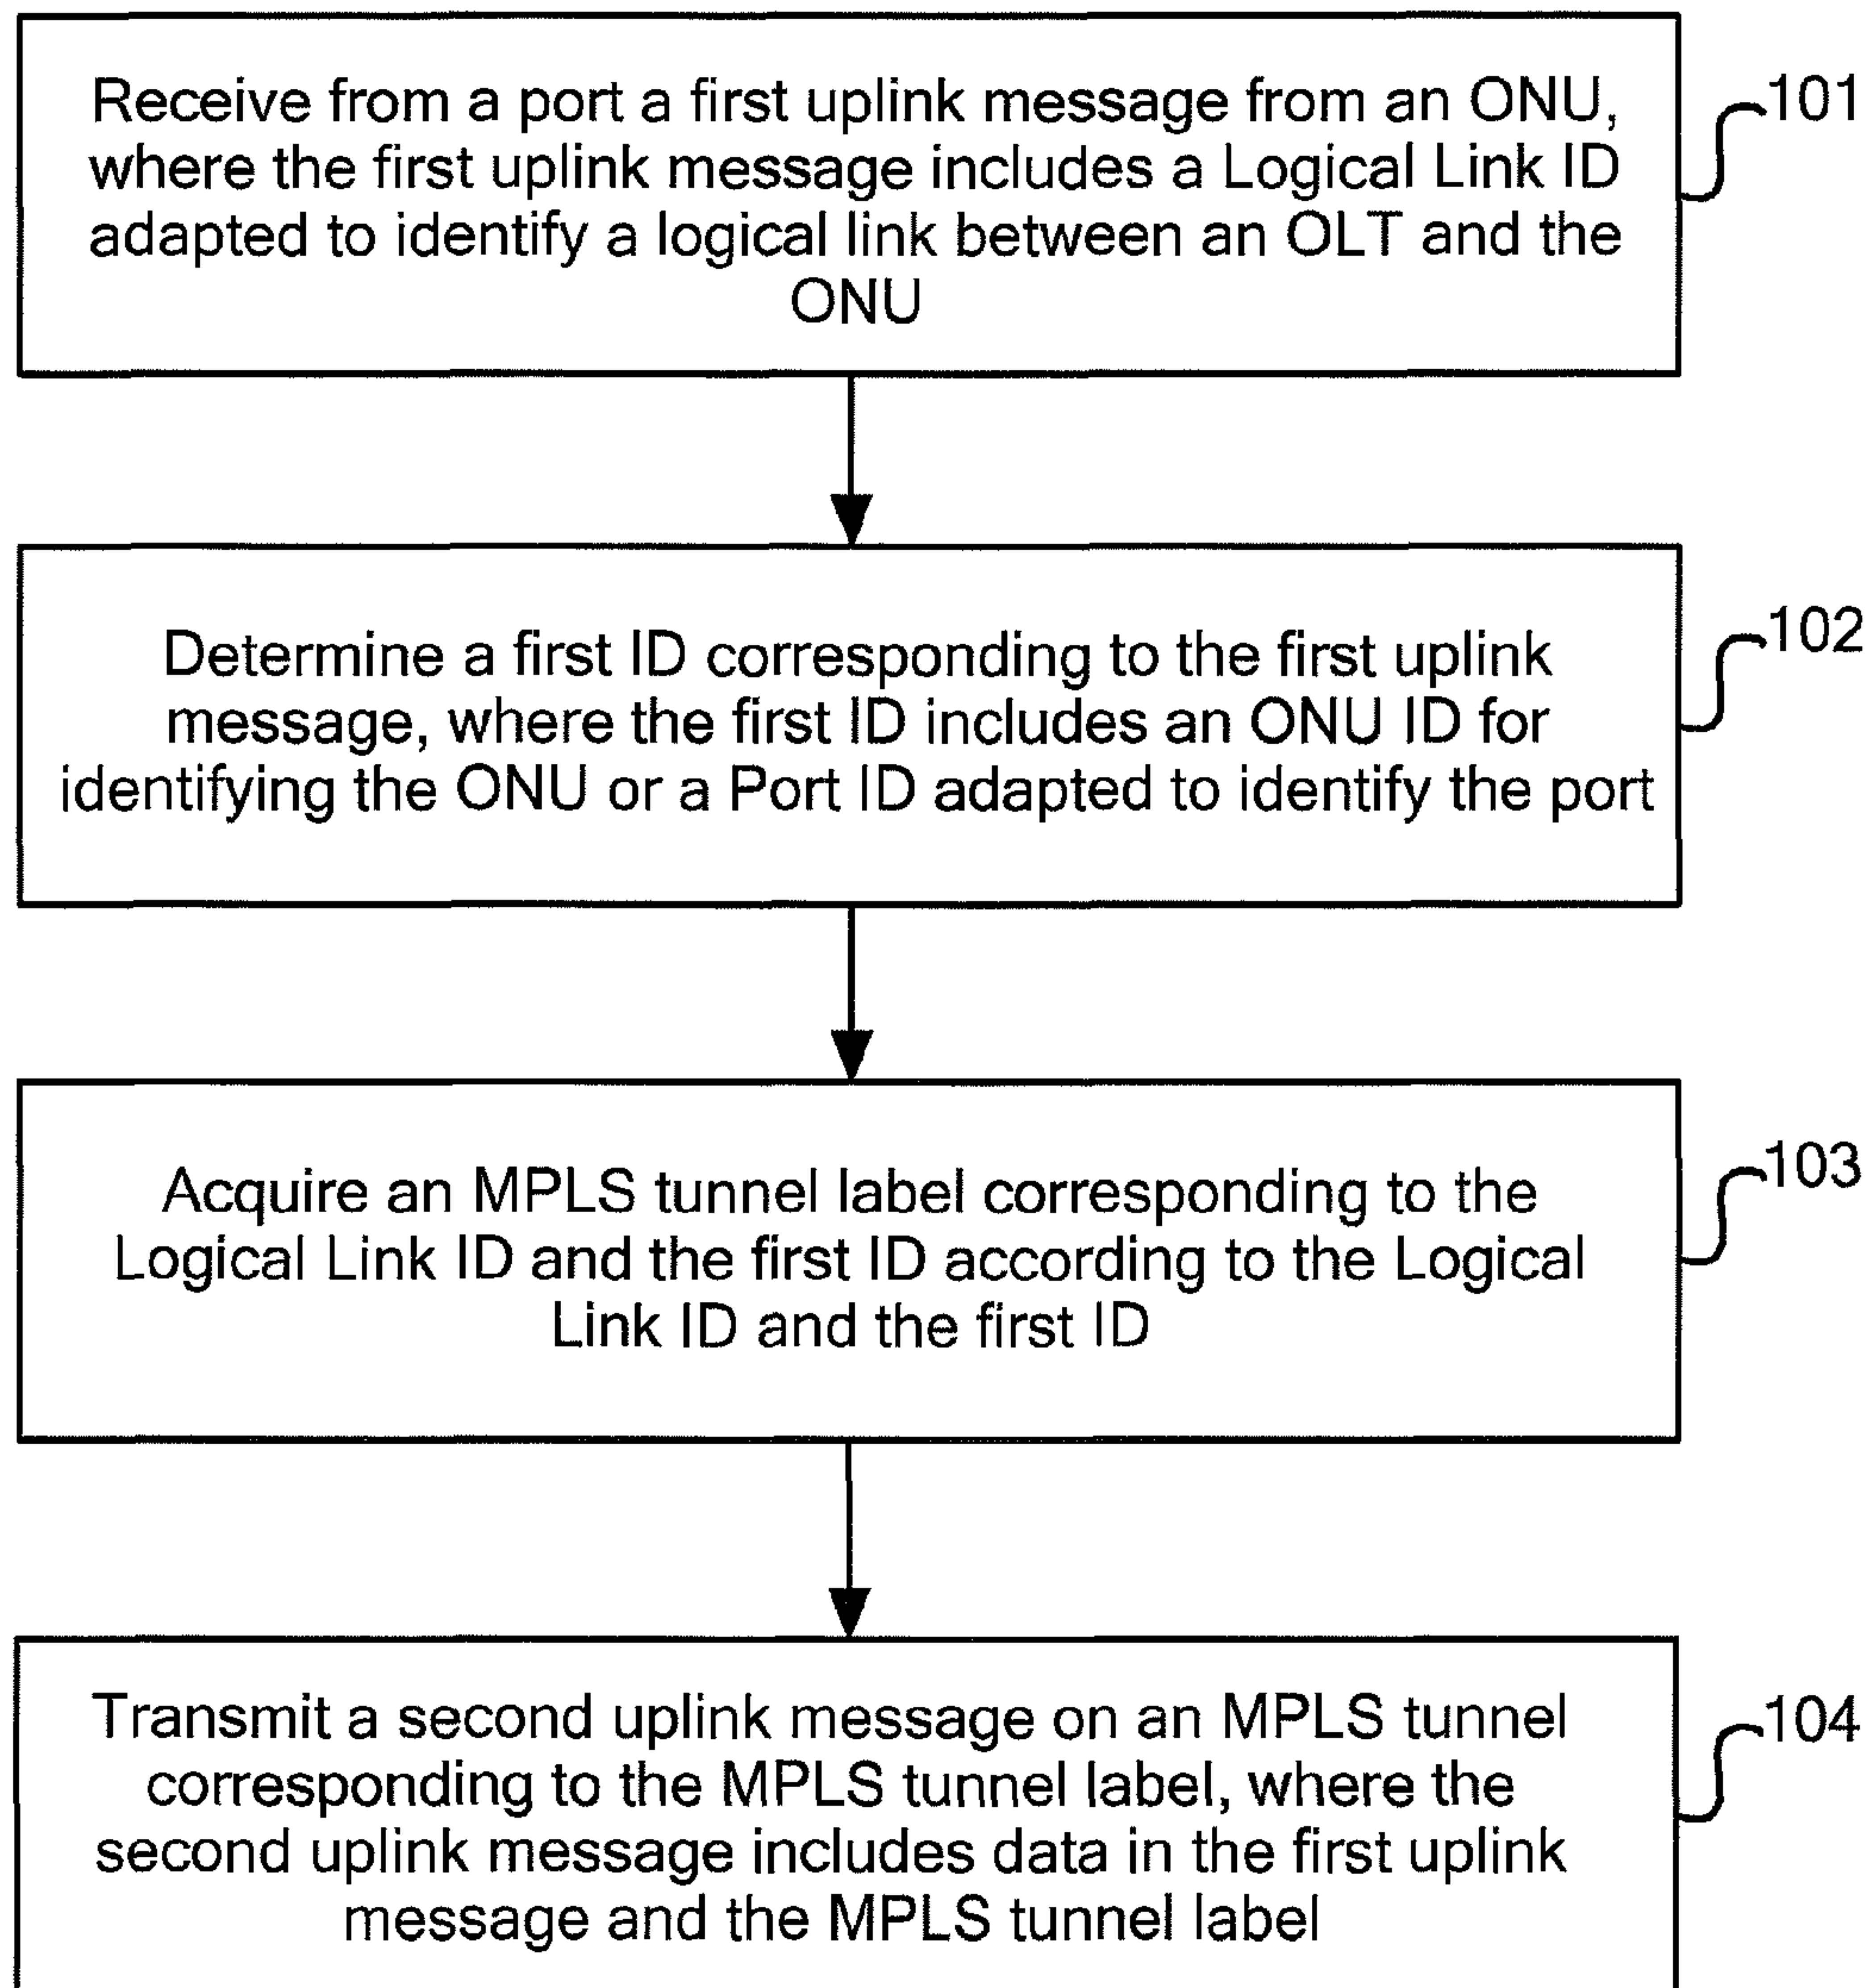 Receive from a port a first uplink message from an ONU,
where the first uplink message includes a Logical Link ID
adapted to identify a logical link between an OLT and the
ONU
101
Determine a first ID corresponding to the first uplink
message, where the first ID includes an ONU ID for
identifying the ONU or a Port ID adapted to identify the port
102
Acquire an MPLS tunnel label corresponding to the
Logical Link ID and the first ID according to the Logical
Link ID and the first ID
103
Transmit a second uplink message on an MPLS tunnel
corresponding to the MPLS tunnel label, where the
second uplink message includes data in the first uplink
message and the MPLS tunnel label
104